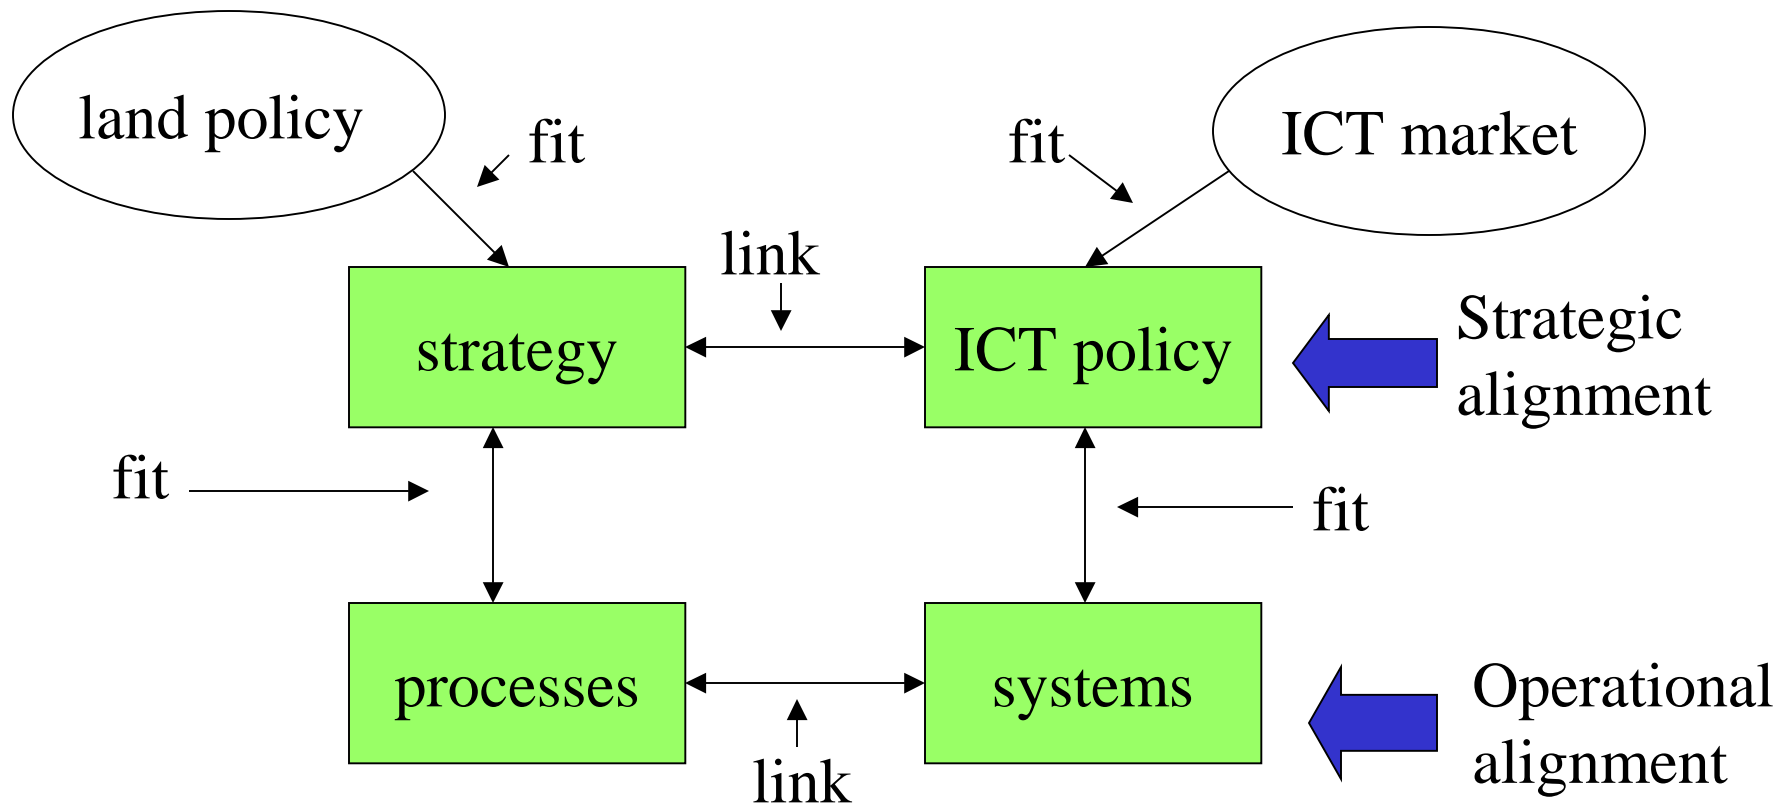 land policy
fit
fit
ICT market
link
strategy
ICT policy
Strategic
alignment
fit
fit
processes
systems
Operational
alignment
link